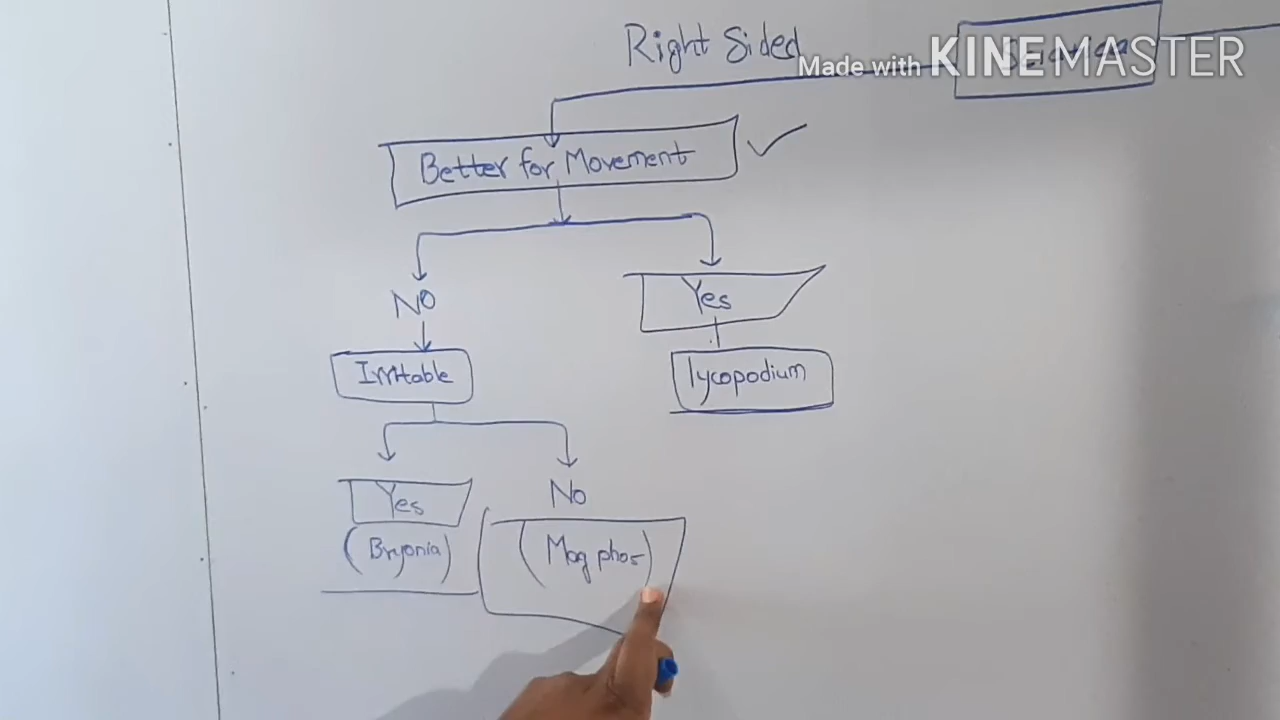 Right Sided
Made with KINEMASTER
Better for Movement
NO
Yes
Irritable
lycopodium
Yes
No
(Bryonia)
(Mag phos)